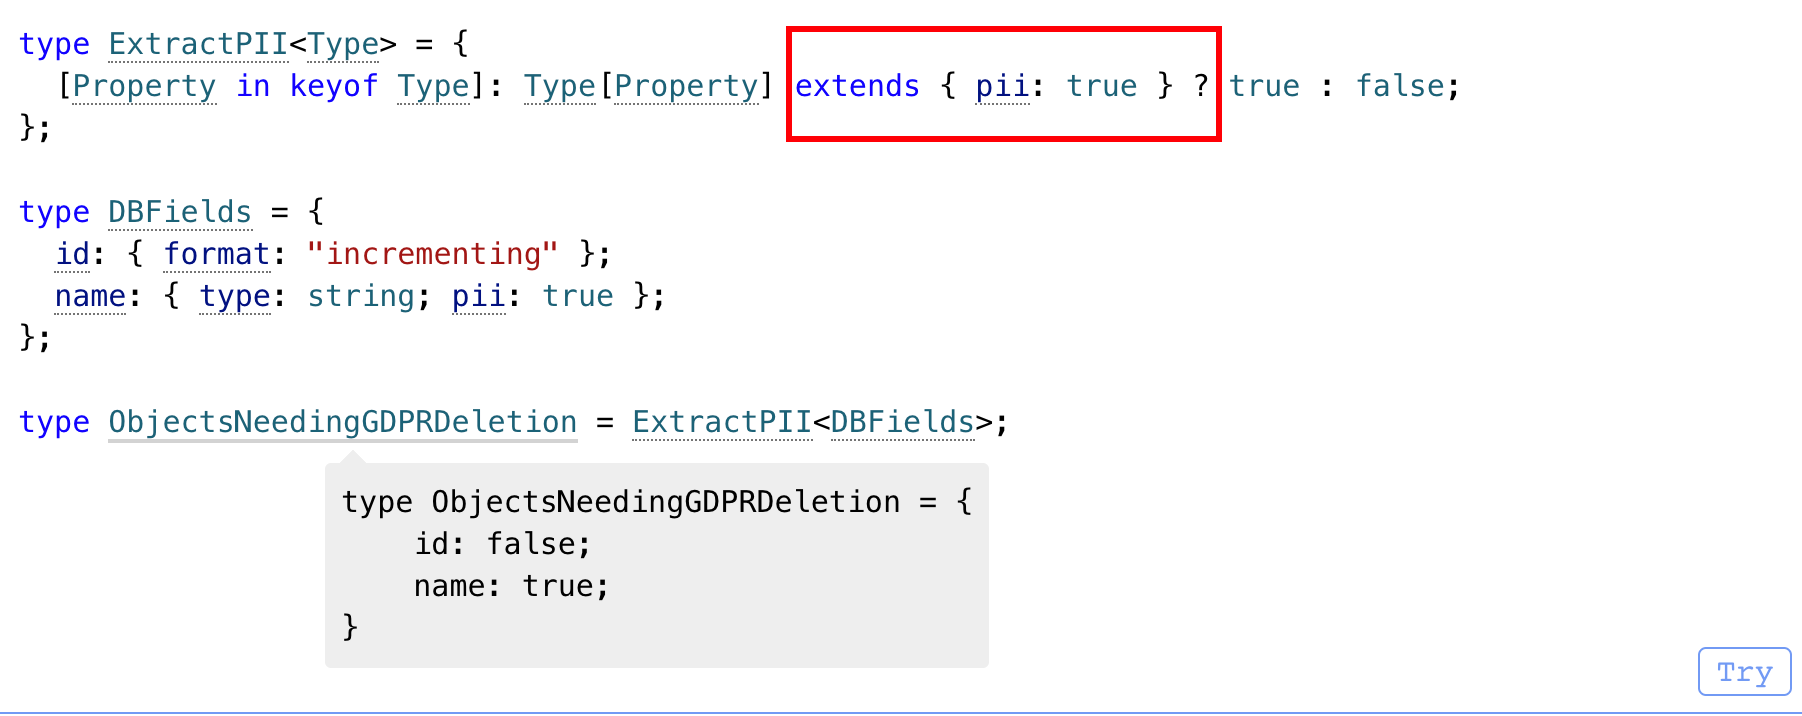 type ExtractPII<Type> = {
  [Property in keyof Type]: Type[Property] extends { pii: true } ? true : false;
};
type DBFields = {
  id: { format: "incrementing" };
  name: { type: string; pii: true };
};
type ObjectsNeedingGDPRDeletion = ExtractPII<DBFields>;
type ObjectsNeedingGDPRDeletion = {
    id: false;
    name: true;
}
Try